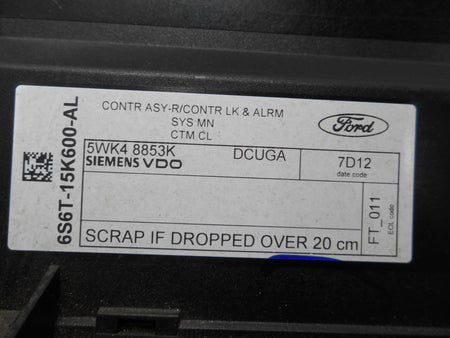 6S6T-15K600-AL
CONTR ASY-R/CONTR LK & ALRM
SYS MN
CTM CL
Ford
5WK4 8853K DCUGA
SIEMENS VDO
7D12
date code
FT_011
EOL code
SCRAP IF DROPPED OVER 20 cm